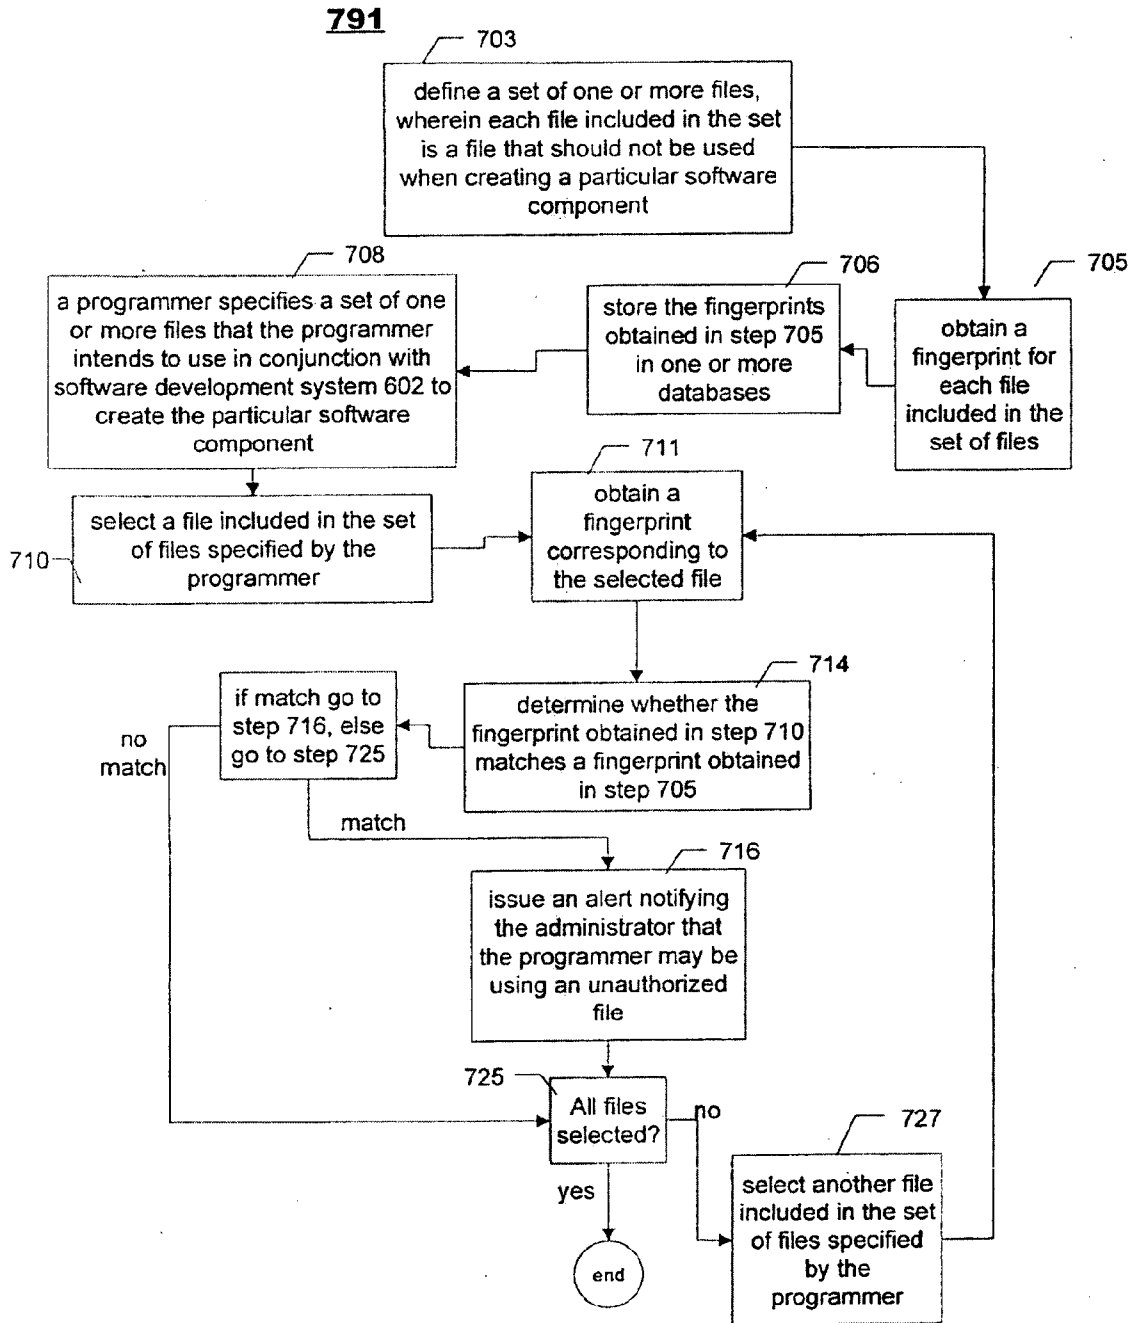 791
703
define a set of one or more files,
wherein each file included in the set
is a file that should not be used
when creating a particular software
component
708
a programmer specifies a set of one
or more files that the programmer
intends to use in conjunction with
software development system 602 to
create the particular software
component
706
store the fingerprints
obtained in step 705
in one or more
databases
705
obtain a
fingerprint for
each file
included in the
set of files
710
select a file included in the set
of files specified by the
programmer
711
obtain a
fingerprint
corresponding to
the selected file
714
determine whether the
fingerprint obtained in step 710
matches a fingerprint obtained
in step 705
if match go to
step 716, else
go to step 725
no
match
match
716
issue an alert notifying
the administrator that
the programmer may be
using an unauthorized
file
725
All files
selected?
no
yes
end
727
select another file
included in the set
of files specified
by the
programmer